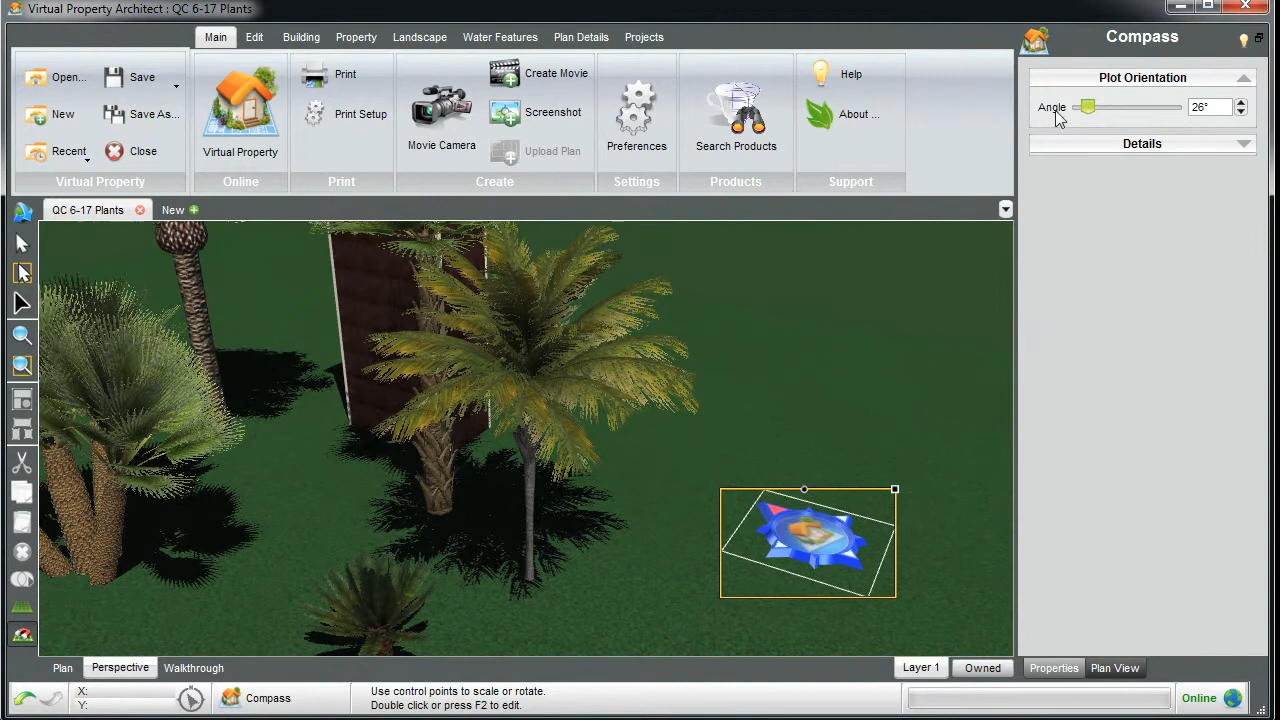 Virtual Property Architect : QC 6-17 Plants
Main Edit Building Property Landscape Water Features Plan Details Projects
Open... Save
New Save As...
Recent Close
Virtual Property
Virtual Property
Online
Print
Print Setup
Print
Movie Camera
Create Movie
Screenshot
Upload Plan
Create
Preferences
Settings
Search Products
Products
Help
About ...
Support
Compass
Plot Orientation
Angle 26°
Details
QC 6-17 Plants New
Plan Perspective Walkthrough
Layer 1 Owned
Properties Plan View
X:
Y:
Compass
Use control points to scale or rotate.
Double click or press F2 to edit.
Online